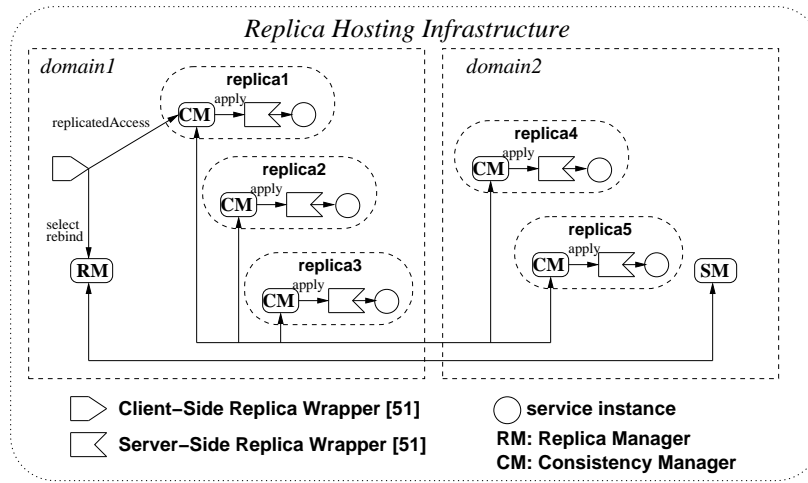 Replica Hosting Infrastructure
domain1
domain2
replica1
CM
apply
replicatedAccess
replica4
CM
apply
replica2
CM
apply
select
rebind
RM
replica5
CM
apply
SM
replica3
CM
apply
Client–Side Replica Wrapper [51]
Server–Side Replica Wrapper [51]
service instance
RM: Replica Manager
CM: Consistency Manager